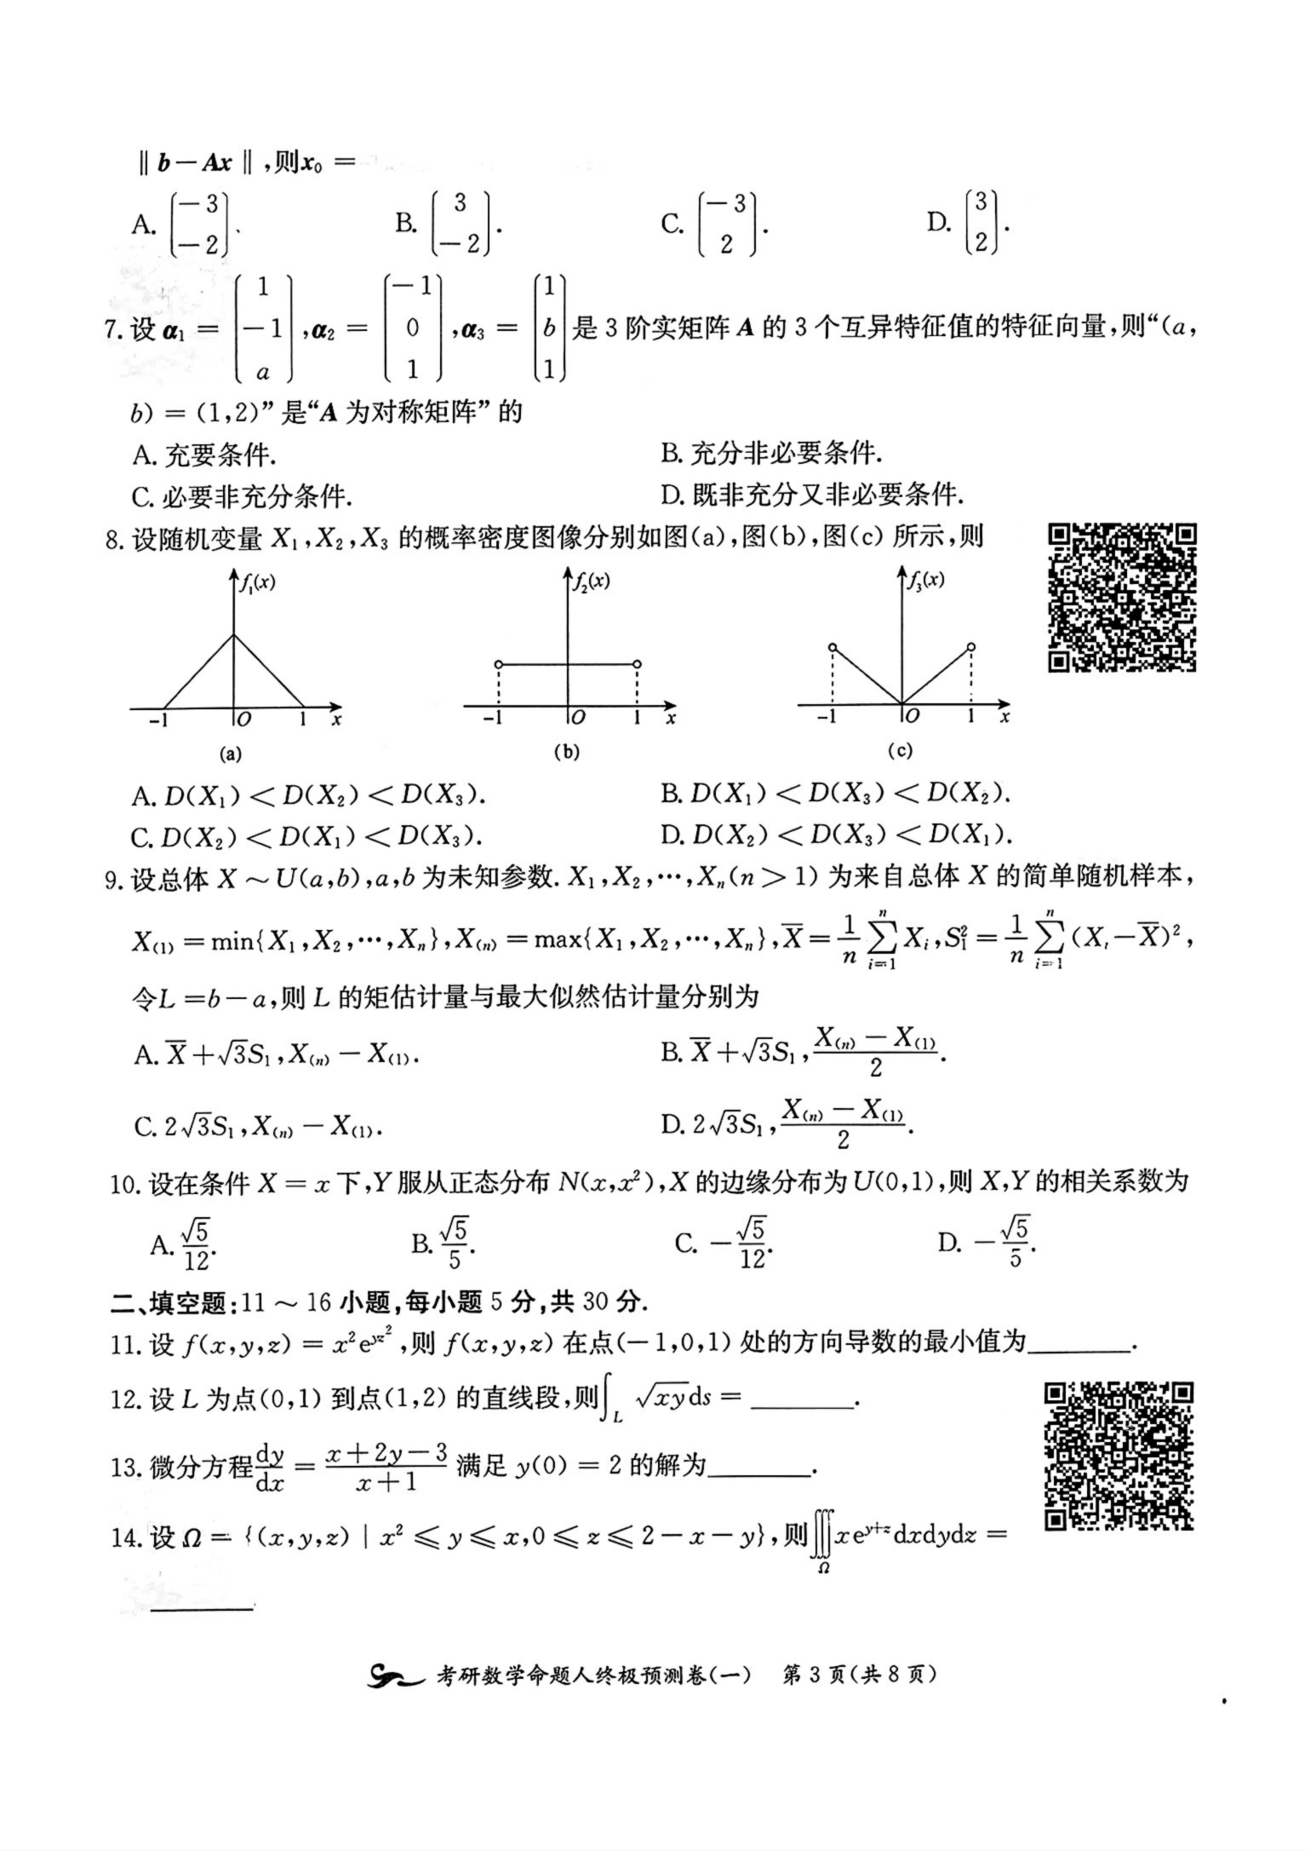 ‖b－Ax‖,则x₀ ＝
A. (－3 －2). B. (3 －2). C. (－3 2). D. (3 2).
7. 设 α₁ ＝ (1 －1 a), α₂ ＝ (－1 0 1), α₃ ＝ (1 b 1) 是 3 阶实矩阵 A 的 3 个互异特征值的特征向量,则“(a,
b) ＝ (1,2)”是“A 为对称矩阵”的
A. 充要条件. B. 充分非必要条件.
C. 必要非充分条件. D. 既非充分又非必要条件.
8. 设随机变量 X₁,X₂,X₃ 的概率密度图像分别如图(a),图(b),图(c) 所示,则
f₁(x) f₂(x) f₃(x)
－1 O 1 x －1 O 1 x －1 O 1 x
(a) (b) (c)
A. D(X₁) ＜ D(X₂) ＜ D(X₃). B. D(X₁) ＜ D(X₃) ＜ D(X₂).
C. D(X₂) ＜ D(X₁) ＜ D(X₃). D. D(X₂) ＜ D(X₃) ＜ D(X₁).
9. 设总体 X ～ U(a,b),a,b 为未知参数. X₁,X₂,⋯,Xₙ(n ＞ 1) 为来自总体 X 的简单随机样本,
X₍₁₎ ＝ min{X₁,X₂,⋯,Xₙ},X₍ₙ₎ ＝ max{X₁,X₂,⋯,Xₙ},X̄ ＝ 1/n ∑ᵢ₌₁ⁿ Xᵢ,S₁² ＝ 1/n ∑ᵢ₌₁ⁿ (Xᵢ－X̄)²,
令L ＝b－a,则 L 的矩估计量与最大似然估计量分别为
A. X̄＋√3S₁,X₍ₙ₎－X₍₁₎. B. X̄＋√3S₁,(X₍ₙ₎－X₍₁₎)/2.
C. 2√3S₁,X₍ₙ₎－X₍₁₎. D. 2√3S₁,(X₍ₙ₎－X₍₁₎)/2.
10. 设在条件 X ＝ x 下,Y 服从正态分布 N(x,x²),X 的边缘分布为 U(0,1),则 X,Y 的相关系数为
A. √5/12. B. √5/5. C. －√5/12. D. －√5/5.
二、填空题:11 ～ 16 小题,每小题 5 分,共 30 分.
11. 设 f(x,y,z) ＝ x²e^(yz²),则 f(x,y,z) 在点(－1,0,1) 处的方向导数的最小值为________.
12. 设 L 为点(0,1) 到点(1,2) 的直线段,则∫_L √(xy)ds ＝ ________.
13. 微分方程dy/dx ＝ (x＋2y－3)/(x＋1) 满足 y(0) ＝ 2 的解为________.
14. 设 Ω ＝ {(x,y,z) | x² ≤ y ≤ x,0 ≤ z ≤ 2－x－y},则∭_Ω xe^(y＋z)dxdydz ＝
________
考研数学命题人终极预测卷(一) 第 3 页(共 8 页)